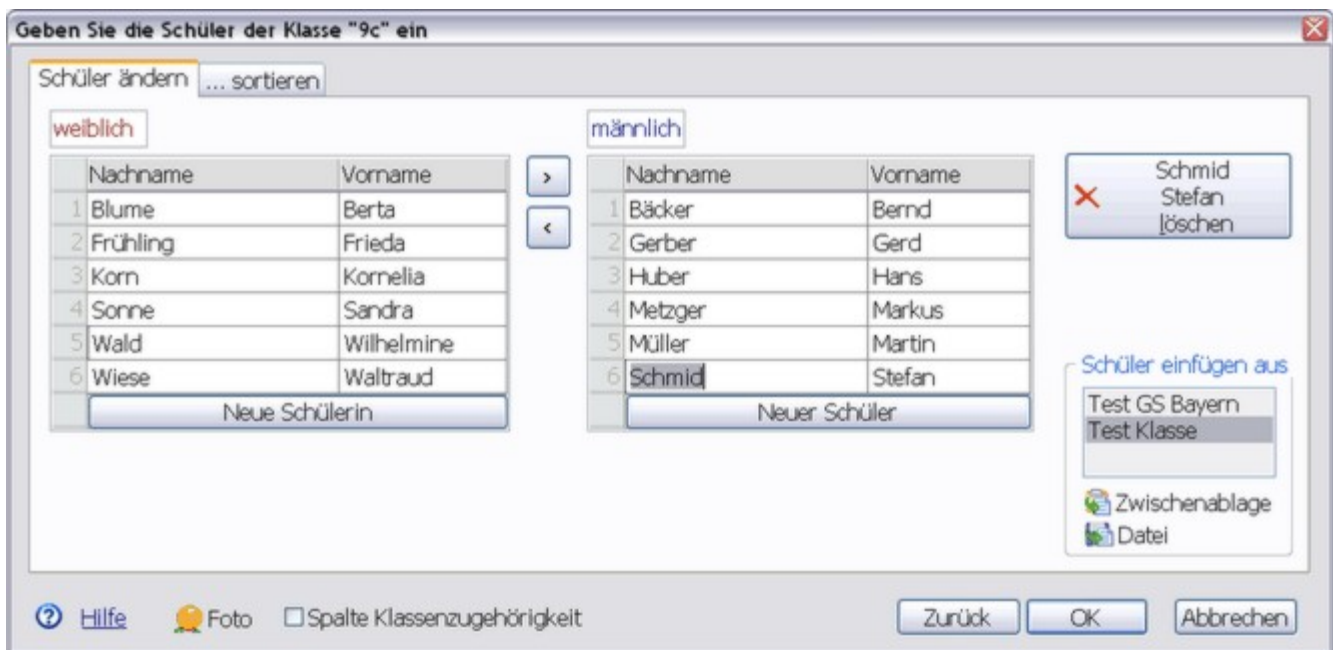 Geben Sie die Schüler der Klasse "9c" ein
Schüler ändern ... sortieren
weiblich
Nachname Vorname
1 Blume Berta
2 Frühling Frieda
3 Korn Kornelia
4 Sonne Sandra
5 Wald Wilhelmine
6 Wiese Waltraud
Neue Schülerin
>
<
männlich
Nachname Vorname
1 Bäcker Bernd
2 Gerber Gerd
3 Huber Hans
4 Metzger Markus
5 Müller Martin
6 Schmid Stefan
Neuer Schüler
Schmid
Stefan
löschen
Schüler einfügen aus
Test GS Bayern
Test Klasse
Zwischenablage
Datei
? Hilfe Foto Spalte Klassenzugehörigkeit Zurück OK Abbrechen